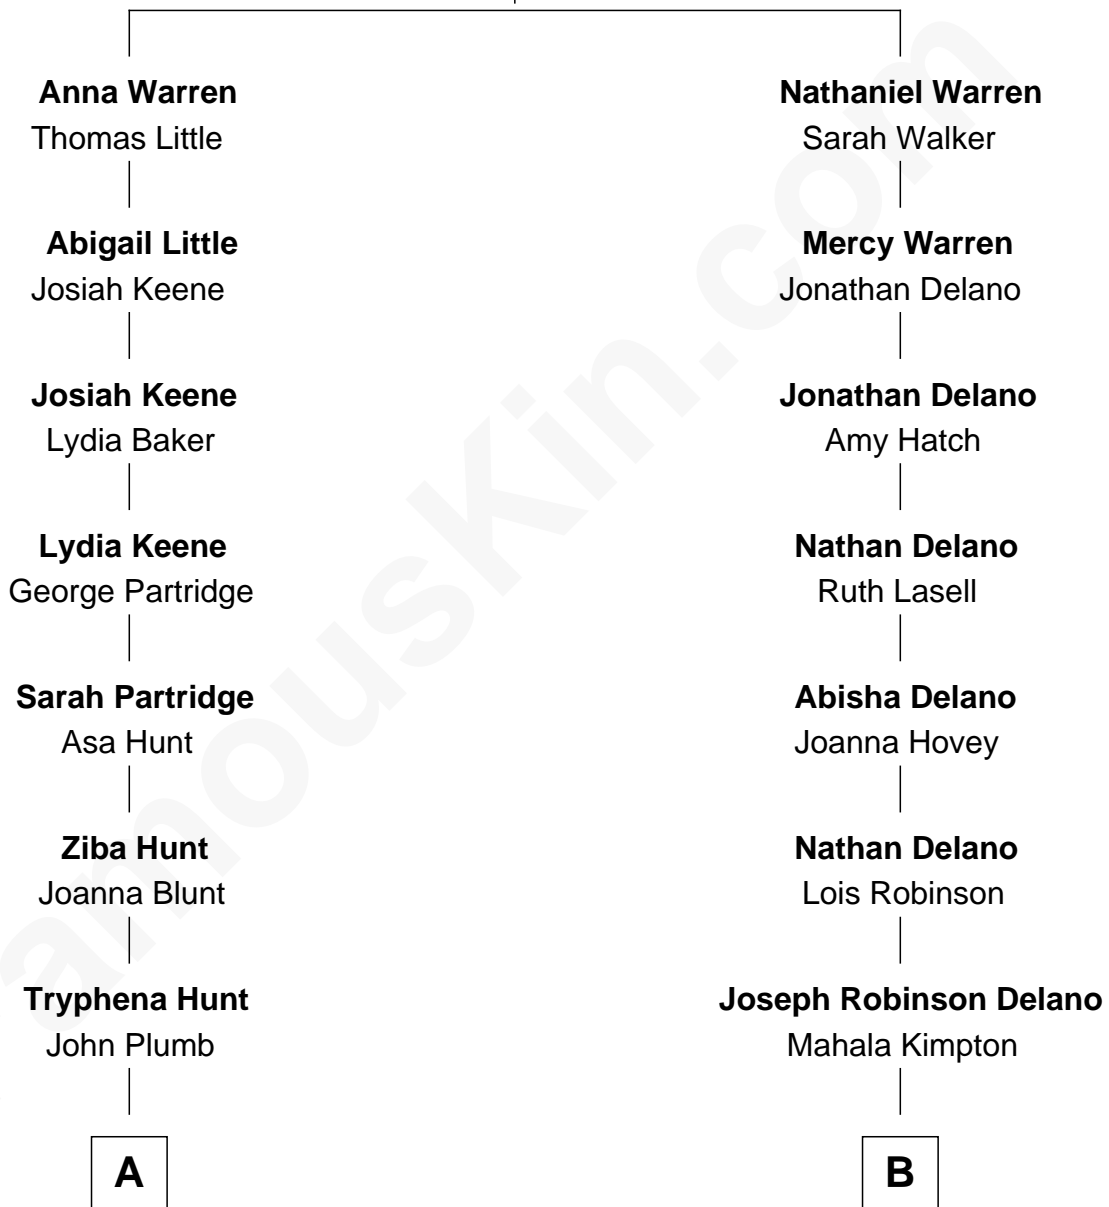 Anna Warren
Thomas Little
Abigail Little
Josiah Keene
Josiah Keene
Lydia Baker
Lydia Keene
George Partridge
Sarah Partridge
Asa Hunt
Ziba Hunt
Joanna Blunt
Tryphena Hunt
John Plumb
A
Nathaniel Warren
Sarah Walker
Mercy Warren
Jonathan Delano
Jonathan Delano
Amy Hatch
Nathan Delano
Ruth Lasell
Abisha Delano
Joanna Hovey
Nathan Delano
Lois Robinson
Joseph Robinson Delano
Mahala Kimpton
B
amousKin.com